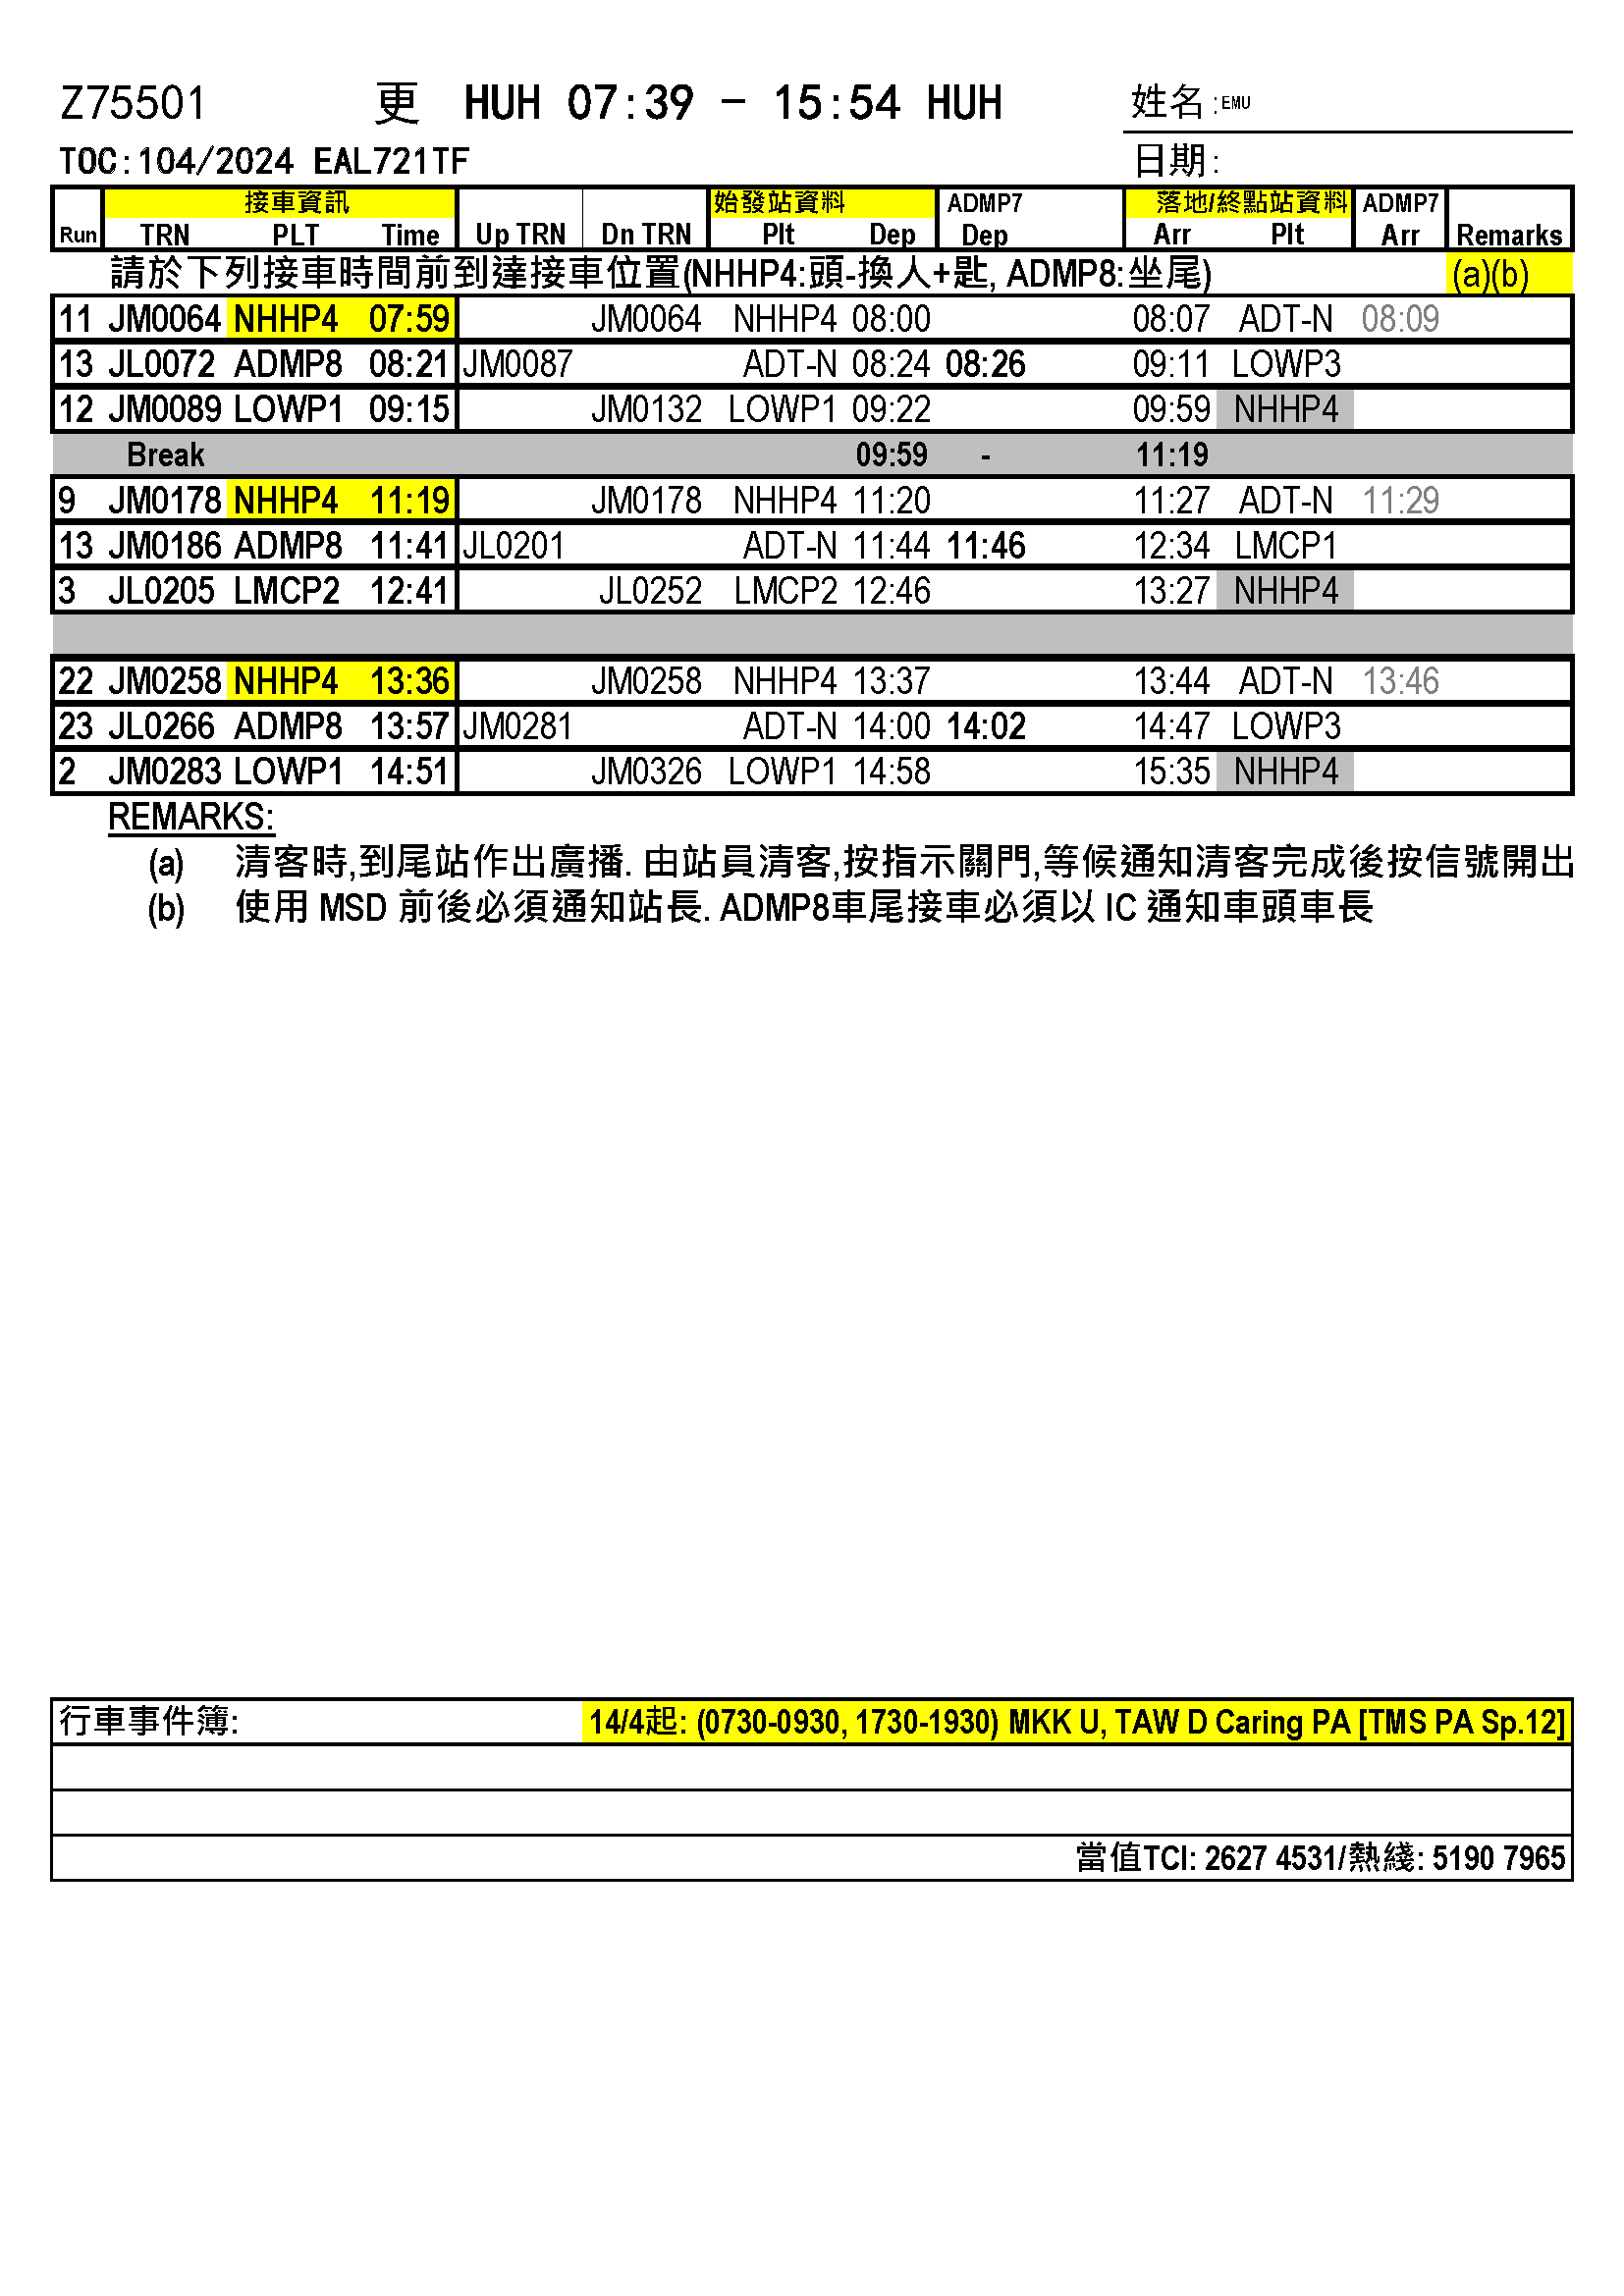 Z75501 更 HUH 07:39 - 15:54 HUH 姓名:EMU
TOC:104/2024 EAL721TF 日期:
接車資訊 始發站資料 ADMP7 落地/終點站資料 ADMP7
Run TRN PLT Time Up TRN Dn TRN Plt Dep Dep Arr Plt Arr Remarks
請於下列接車時間前到達接車位置(NHHP4:頭-換人+匙, ADMP8:坐尾) (a)(b)
11 JM0064 NHHP4 07:59 JM0064 NHHP4 08:00 08:07 ADT-N 08:09
13 JL0072 ADMP8 08:21 JM0087 ADT-N 08:24 08:26 09:11 LOWP3
12 JM0089 LOWP1 09:15 JM0132 LOWP1 09:22 09:59 NHHP4
Break 09:59 - 11:19
9 JM0178 NHHP4 11:19 JM0178 NHHP4 11:20 11:27 ADT-N 11:29
13 JM0186 ADMP8 11:41 JL0201 ADT-N 11:44 11:46 12:34 LMCP1
3 JL0205 LMCP2 12:41 JL0252 LMCP2 12:46 13:27 NHHP4
22 JM0258 NHHP4 13:36 JM0258 NHHP4 13:37 13:44 ADT-N 13:46
23 JL0266 ADMP8 13:57 JM0281 ADT-N 14:00 14:02 14:47 LOWP3
2 JM0283 LOWP1 14:51 JM0326 LOWP1 14:58 15:35 NHHP4
REMARKS:
(a) 清客時,到尾站作出廣播. 由站員清客,按指示關門,等候通知清客完成後按信號開出
(b) 使用 MSD 前後必須通知站長. ADMP8車尾接車必須以 IC 通知車頭車長
行車事件簿: 14/4起: (0730-0930, 1730-1930) MKK U, TAW D Caring PA [TMS PA Sp.12]
當值TCI: 2627 4531/熱綫: 5190 7965